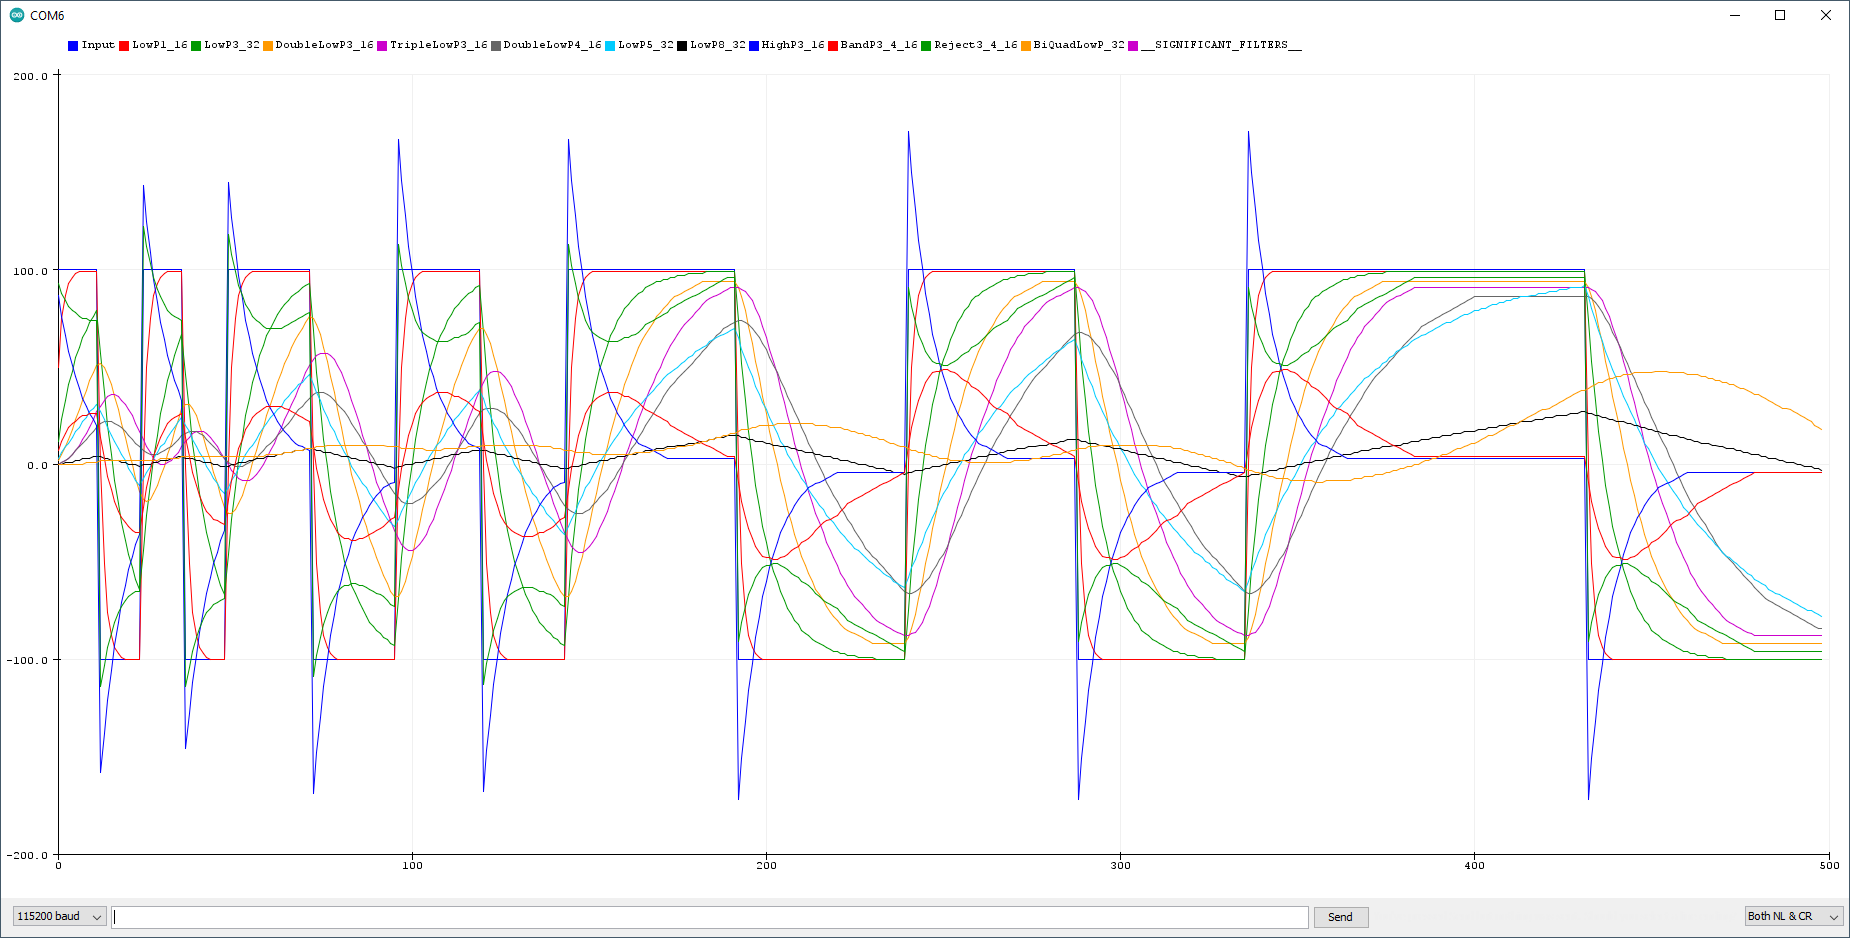 COM6
Input LowP1_16 LowP3_32 DoubleLowP3_16 TripleLowP3_16 DoubleLowP4_16 LowP5_32 LowP8_32 HighP3_16 BandP3_4_16 Reject3_4_16 BiQuadLowP_32 __SIGNIFICANT_FILTERS__
200.0
100.0
0.0
-100.0
-200.0
0 100 200 300 400 500
115200 baud Send Both NL & CR